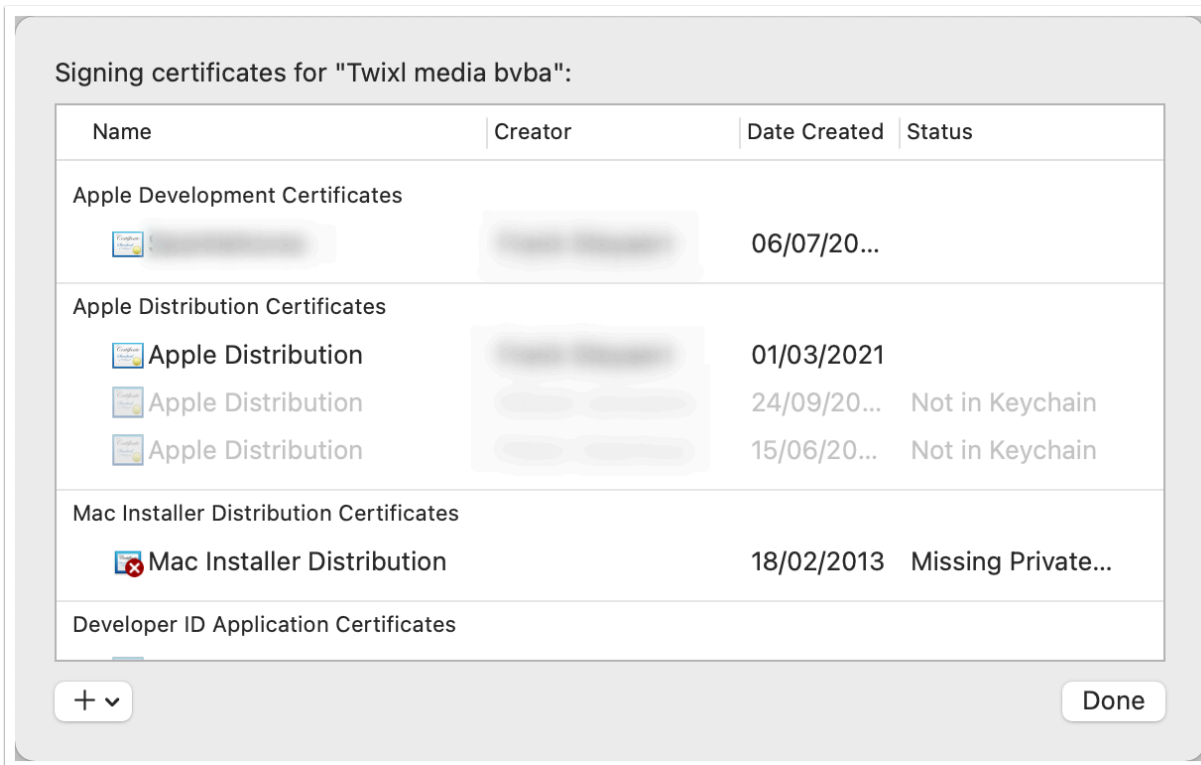 Signing certificates for "Twixl media bvba":
Name Creator Date Created Status
Apple Development Certificates
06/07/20...
Apple Distribution Certificates
Apple Distribution 01/03/2021
Apple Distribution 24/09/20... Not in Keychain
Apple Distribution 15/06/20... Not in Keychain
Mac Installer Distribution Certificates
Mac Installer Distribution 18/02/2013 Missing Private...
Developer ID Application Certificates
+ Done